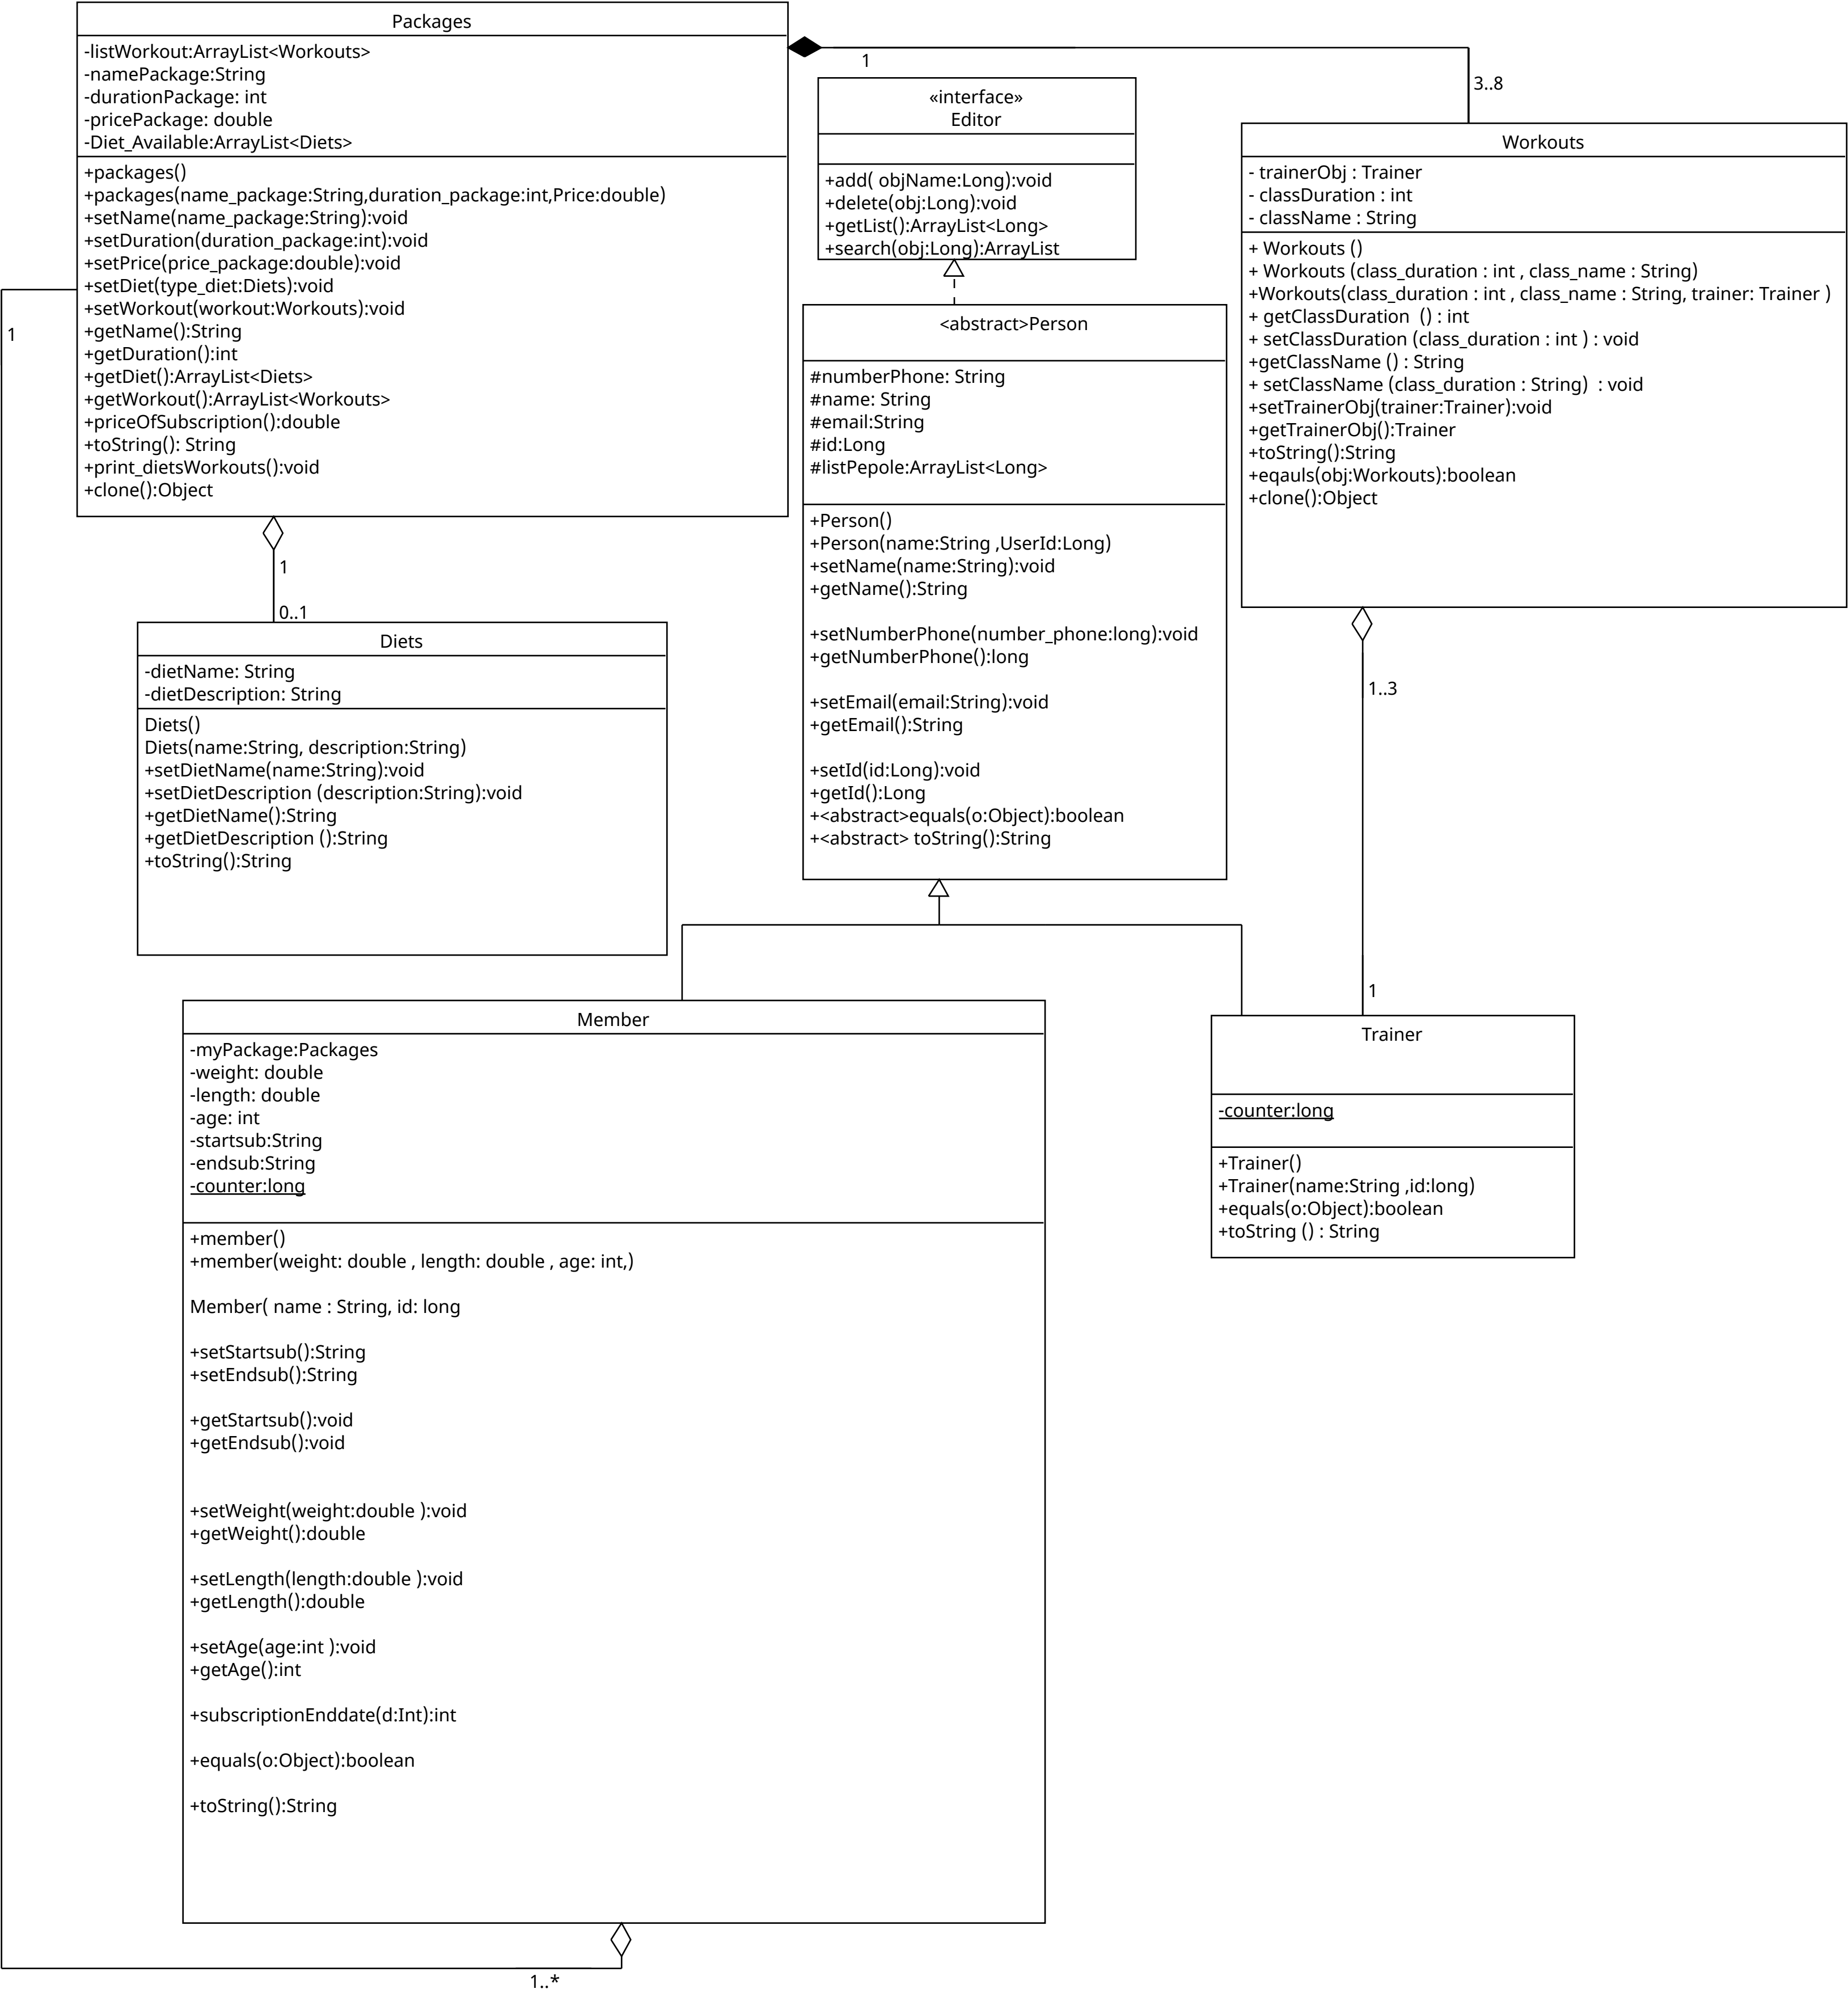 Packages
-listWorkout:ArrayList<Workouts>
-namePackage:String
-durationPackage: int
-pricePackage: double
-Diet_Available:ArrayList<Diets>
+packages()
+packages(name_package:String,duration_package:int,Price:double)
+setName(name_package:String):void
+setDuration(duration_package:int):void
+setPrice(price_package:double):void
+setDiet(type_diet:Diets):void
+setWorkout(workout:Workouts):void
+getName():String
+getDuration():int
+getDiet():ArrayList<Diets>
+getWorkout():ArrayList<Workouts>
+priceOfSubscription():double
+toString(): String
+print_dietsWorkouts():void
+clone():Object
1
3..8
1
1
0..1
«interface»
Editor
+add( objName:Long):void
+delete(obj:Long):void
+getList():ArrayList<Long>
+search(obj:Long):ArrayList
Workouts
- trainerObj : Trainer
- classDuration : int
- className : String
+ Workouts ()
+ Workouts (class_duration : int , class_name : String)
+Workouts(class_duration : int , class_name : String, trainer: Trainer )
+ getClassDuration  () : int
+ setClassDuration (class_duration : int ) : void
+getClassName () : String
+ setClassName (class_duration : String)  : void
+setTrainerObj(trainer:Trainer):void
+getTrainerObj():Trainer
+toString():String
+eqauls(obj:Workouts):boolean
+clone():Object
1..3
1
<abstract>Person
#numberPhone: String
#name: String
#email:String
#id:Long
#listPepole:ArrayList<Long>
+Person()
+Person(name:String ,UserId:Long)
+setName(name:String):void
+getName():String
+setNumberPhone(number_phone:long):void
+getNumberPhone():long
+setEmail(email:String):void
+getEmail():String
+setId(id:Long):void
+getId():Long
+<abstract>equals(o:Object):boolean
+<abstract> toString():String
Diets
-dietName: String
-dietDescription: String
Diets()
Diets(name:String, description:String)
+setDietName(name:String):void
+setDietDescription (description:String):void
+getDietName():String
+getDietDescription ():String
+toString():String
Member
-myPackage:Packages
-weight: double
-length: double
-age: int
-startsub:String
-endsub:String
-counter:long
+member()
+member(weight: double , length: double , age: int,)
Member( name : String, id: long
+setStartsub():String
+setEndsub():String
+getStartsub():void
+getEndsub():void
+setWeight(weight:double ):void
+getWeight():double
+setLength(length:double ):void
+getLength():double
+setAge(age:int ):void
+getAge():int
+subscriptionEnddate(d:Int):int
+equals(o:Object):boolean
+toString():String
Trainer
-counter:long
+Trainer()
+Trainer(name:String ,id:long)
+equals(o:Object):boolean
+toString () : String
1..*